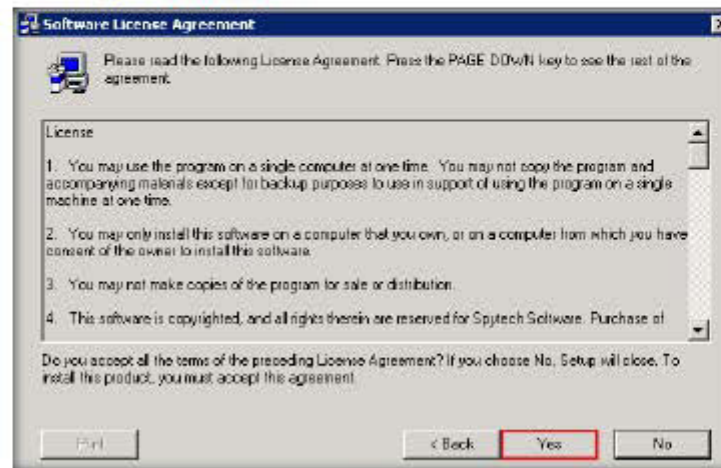 Software License Agreement
Please read the following License Agreement. Press the PAGE DOWN key to see the rest of the
agreement.
License
1. You may use the program on a single computer at one time. You may not copy the program and
accompanying materials except for backup purposes to use in support of using the program on a single
machine at one time.
2. You may only install this software on a computer that you own, or on a computer from which you have
consent of the owner to install this software.
3. You may not make copies of the program for sale or distribution.
4. This software is copyrighted, and all rights therein are reserved for Spytech Software. Purchase of
Do you accept all the terms of the preceding License Agreement? If you choose No, Setup will close. To
install this product, you must accept this agreement.
Print
< Back
Yes
No